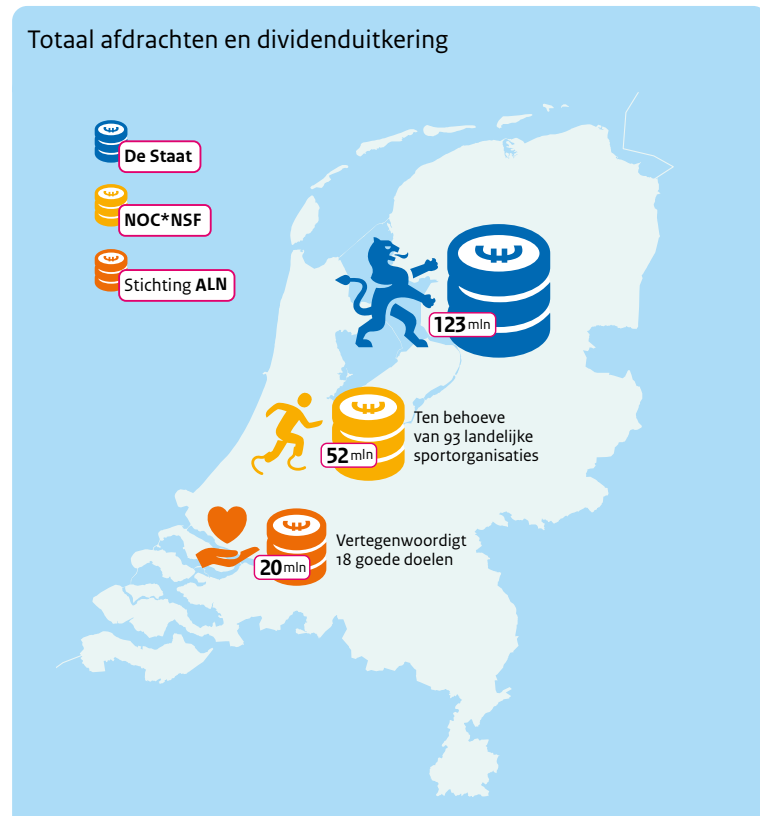 Totaal afdrachten en dividenduitkering
De Staat
NOC*NSF
Stichting ALN
123 mln
52 mln
Ten behoeve
van 93 landelijke
sportorganisaties
20 mln
Vertegenwoordigt
18 goede doelen